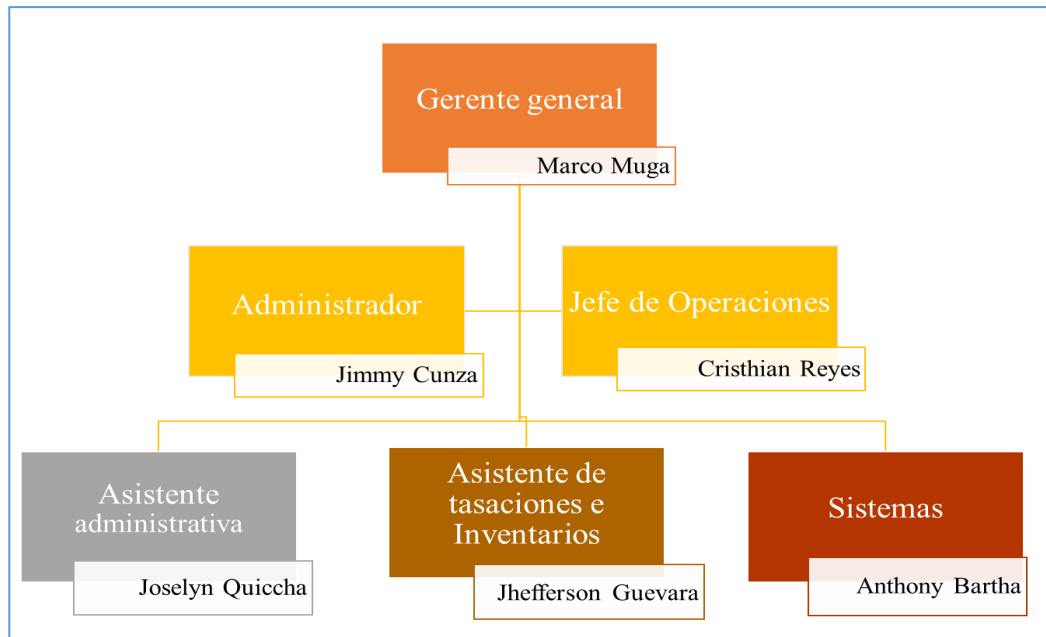 Gerente general
Marco Muga
Administrador
Jimmy Cunza
Jefe de Operaciones
Cristhian Reyes
Asistente
administrativa
Joselyn Quiccha
Asistente de
tasaciones e
Inventarios
Jhefferson Guevara
Sistemas
Anthony Bartha